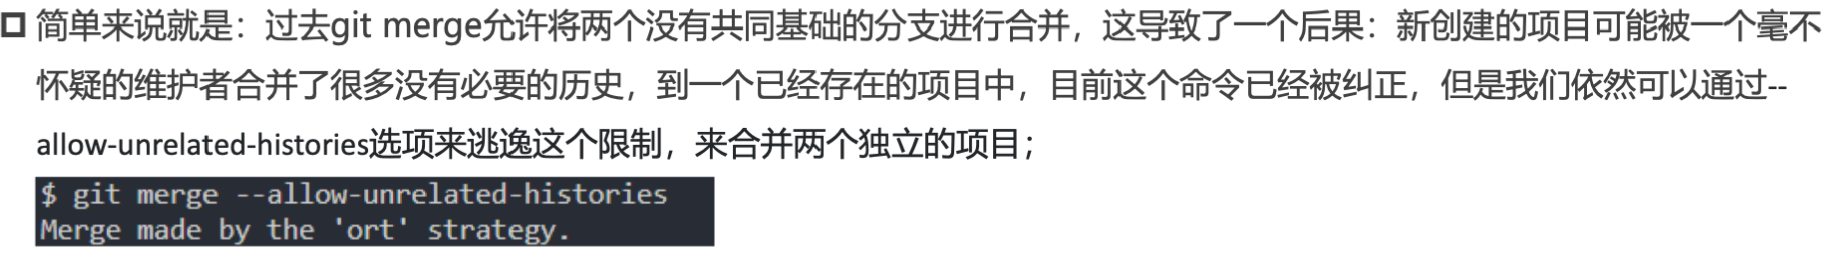 简单来说就是：过去git merge允许将两个没有共同基础的分支进行合并，这导致了一个后果：新创建的项目可能被一个毫不
怀疑的维护者合并了很多没有必要的历史，到一个已经存在的项目中，目前这个命令已经被纠正，但是我们依然可以通过--
allow-unrelated-histories选项来逃逸这个限制，来合并两个独立的项目；
$ git merge --allow-unrelated-histories
Merge made by the 'ort' strategy.